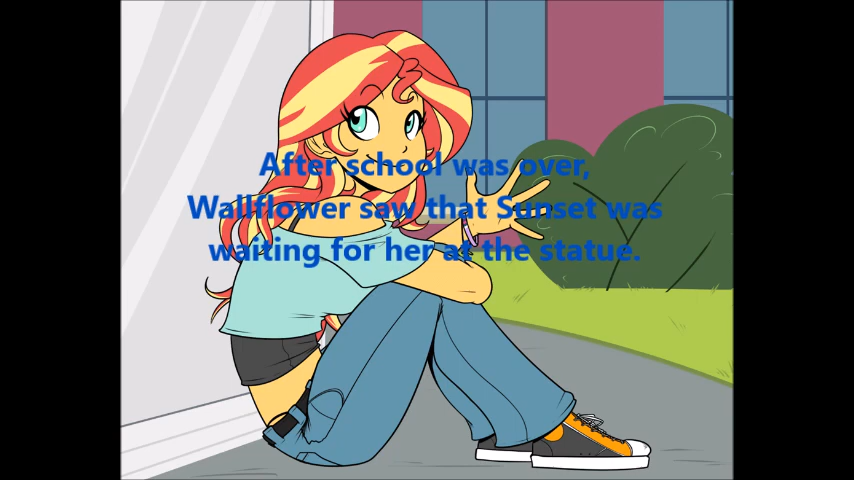 After school was over,
Wallflower saw that Sunset was
waiting for her at the statue.